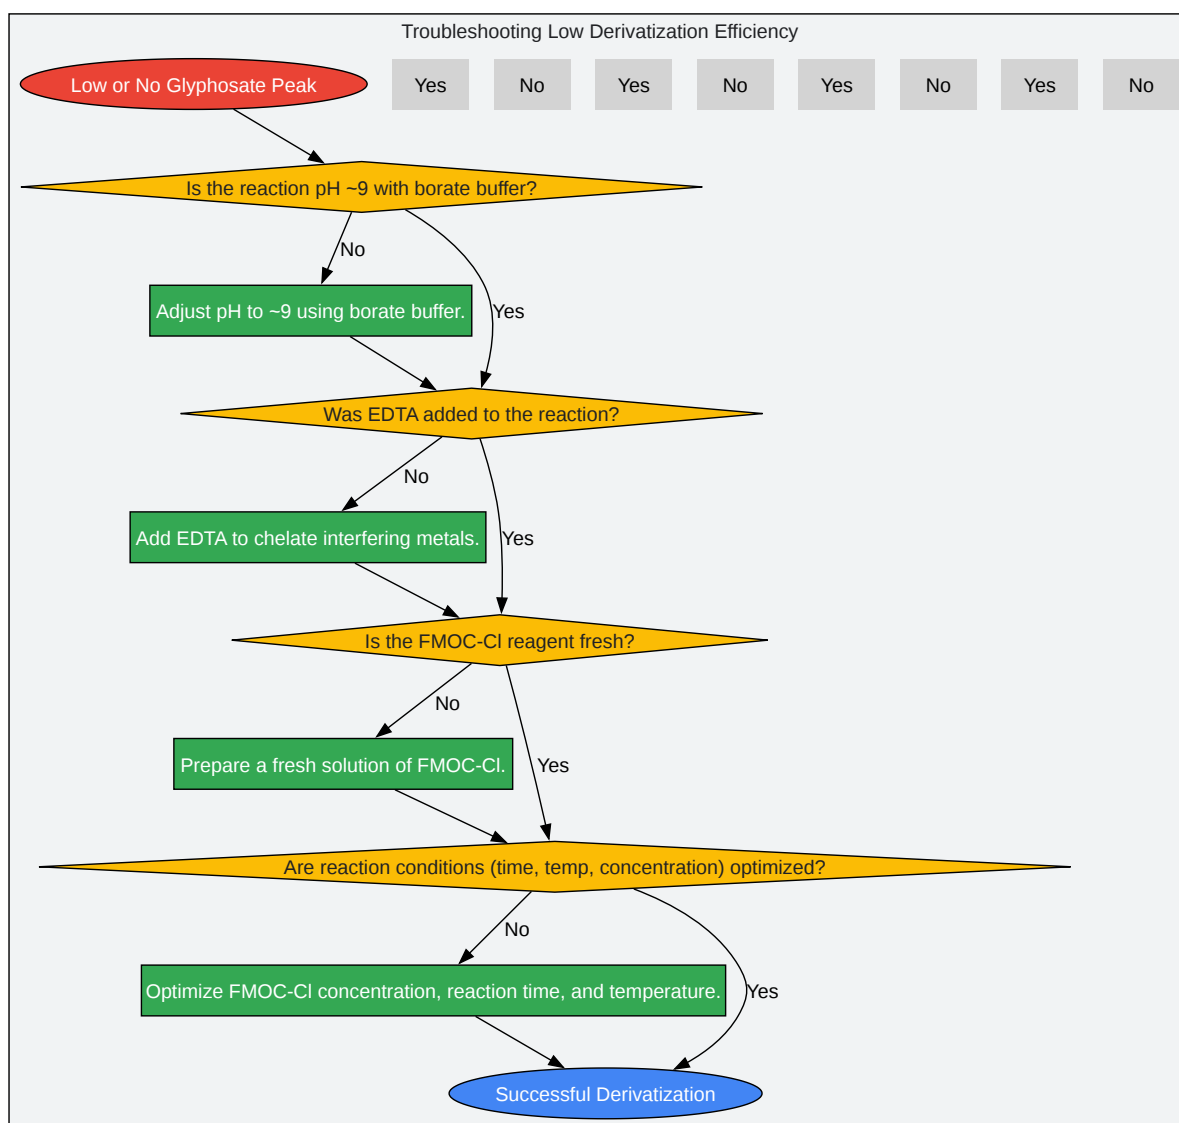 Troubleshooting Low Derivatization Efficiency
Low or No Glyphosate Peak
Yes
No
Yes
No
Yes
No
Yes
No
Is the reaction pH ~9 with borate buffer?
No
Yes
Adjust pH to ~9 using borate buffer.
Was EDTA added to the reaction?
No
Yes
Add EDTA to chelate interfering metals.
Is the FMOC-Cl reagent fresh?
No
Yes
Prepare a fresh solution of FMOC-Cl.
Are reaction conditions (time, temp, concentration) optimized?
No
Yes
Optimize FMOC-Cl concentration, reaction time, and temperature.
Successful Derivatization